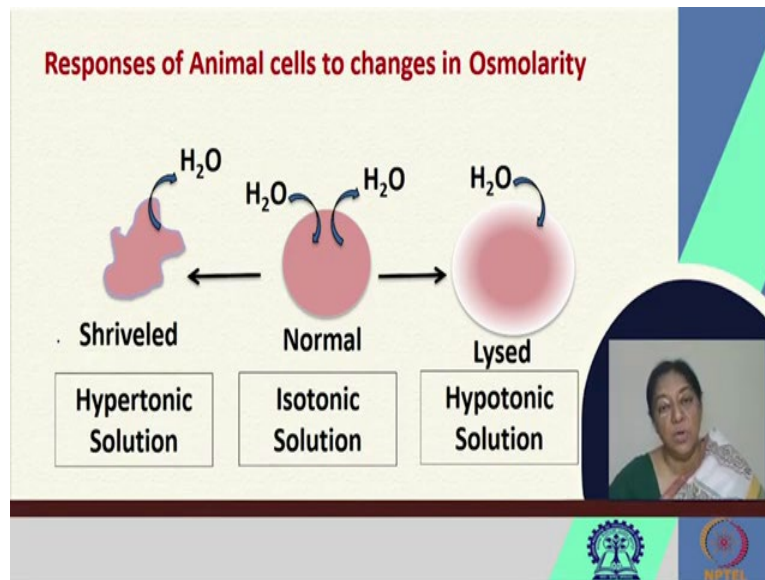 Responses of Animal cells to changes in Osmolarity
H₂O
H₂O
H₂O
H₂O
Shriveled
Normal
Lysed
Hypertonic
Solution
Isotonic
Solution
Hypotonic
Solution
NPTEL